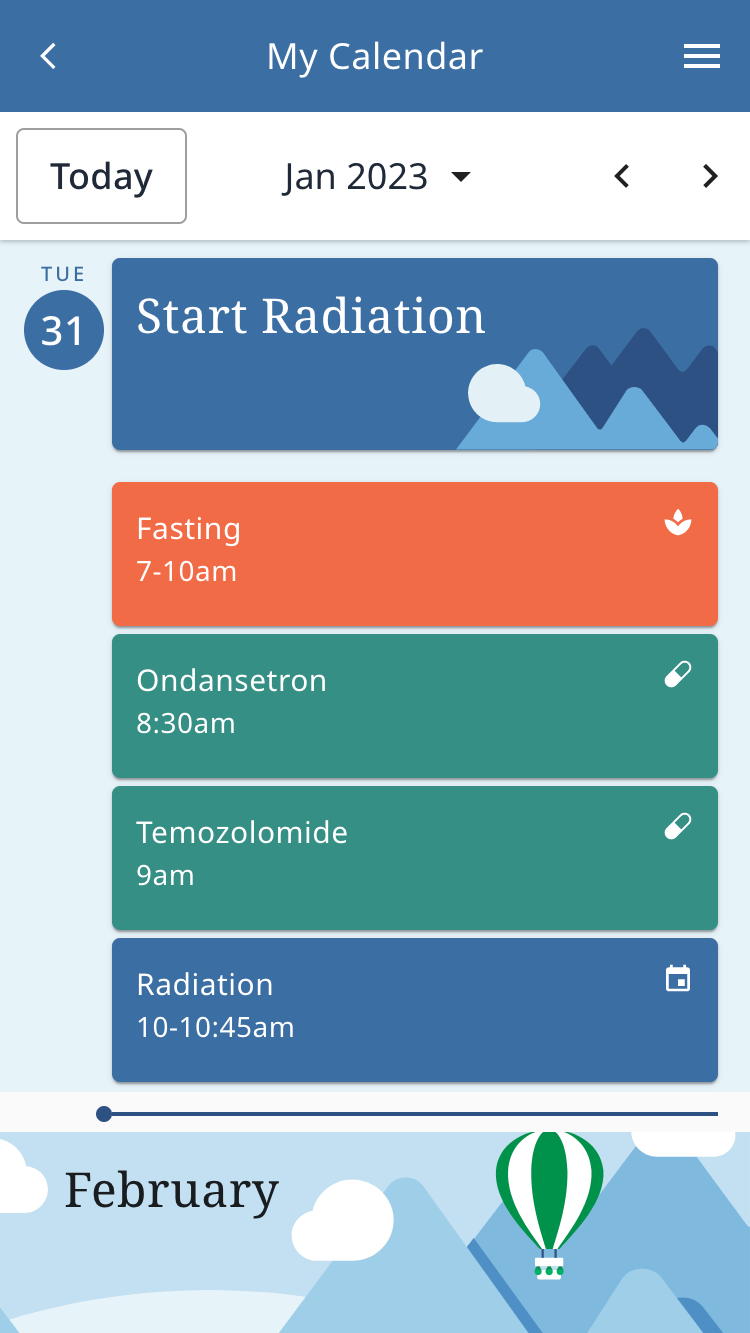 My Calendar
Today
Jan 2023
TUE
31
Start Radiation
Fasting
7-10am
Ondansetron
8:30am
Temozolomide
9am
Radiation
10-10:45am
February